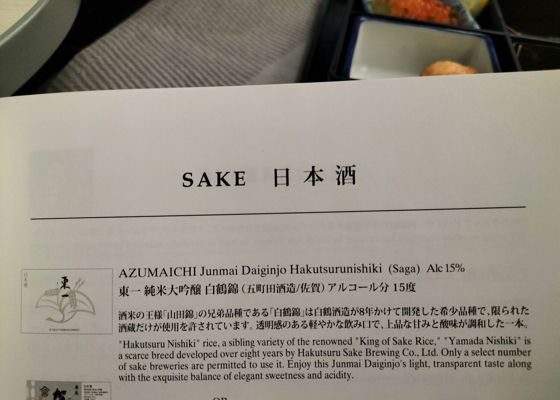 SAKE 日本酒
日本酒
東一
AZUMAICHI Junmai Daiginjo Hakutsurunishiki (Saga) Alc15%
東一 純米大吟醸 白鶴錦（五町田酒造/佐賀）アルコール分 15度
酒米の王様「山田錦」の兄弟品種である「白鶴錦」は白鶴酒造が8年かけて開発した希少品種で、限られた
酒蔵だけが使用を許されています。透明感のある軽やかな飲み口で、上品な甘みと酸味が調和した一本。
"Hakutsuru Nishiki" rice, a sibling variety of the renowned "King of Sake Rice," "Yamada Nishiki" is
a scarce breed developed over eight years by Hakutsuru Sake Brewing Co., Ltd. Only a select number
of sake breweries are permitted to use it. Enjoy this Junmai Daiginjo's light, transparent taste along
with the exquisite balance of elegant sweetness and acidity.